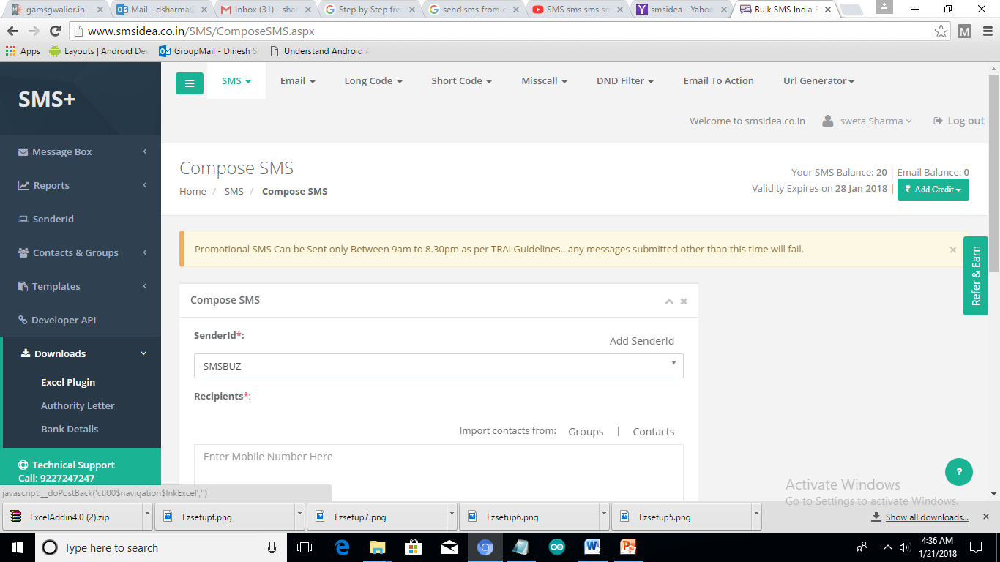 gamsgwalior.in
Mail - dsharma@
Inbox (31) - sha
Step by Step fre
send sms from e
SMS sms sms sm
smsidea - Yahoo
Bulk SMS India B
www.smsidea.co.in/SMS/ComposeSMS.aspx
Apps
Layouts | Android Dev
GroupMail - Dinesh S
Understand Android A
SMS+
SMS
Email
Long Code
Short Code
Misscall
DND Filter
Email To Action
Url Generator
Welcome to smsidea.co.in
sweta Sharma
Log out
Message Box
Reports
SenderId
Contacts & Groups
Templates
Developer API
Downloads
Excel Plugin
Authority Letter
Bank Details
Technical Support
Call: 9227247247
Compose SMS
Home / SMS / Compose SMS
Your SMS Balance: 20 | Email Balance: 0
Validity Expires on 28 Jan 2018 |
₹ Add Credit
Promotional SMS Can be Sent only Between 9am to 8.30pm as per TRAI Guidelines.. any messages submitted other than this time will fail.
×
Refer & Earn
Compose SMS
SenderId*:
Add SenderId
SMSBUZ
Recipients*:
Import contacts from: Groups | Contacts
Enter Mobile Number Here
?
Activate Windows
Go to Settings to activate Windows.
javascript:__doPostBack('ctl00$navigation$lnkExcel','')
ExcelAddin4.0 (2).zip
Fzsetupf.png
Fzsetup7.png
Fzsetup6.png
Fzsetup5.png
Show all downloads...
Type here to search
4:36 AM
1/21/2018